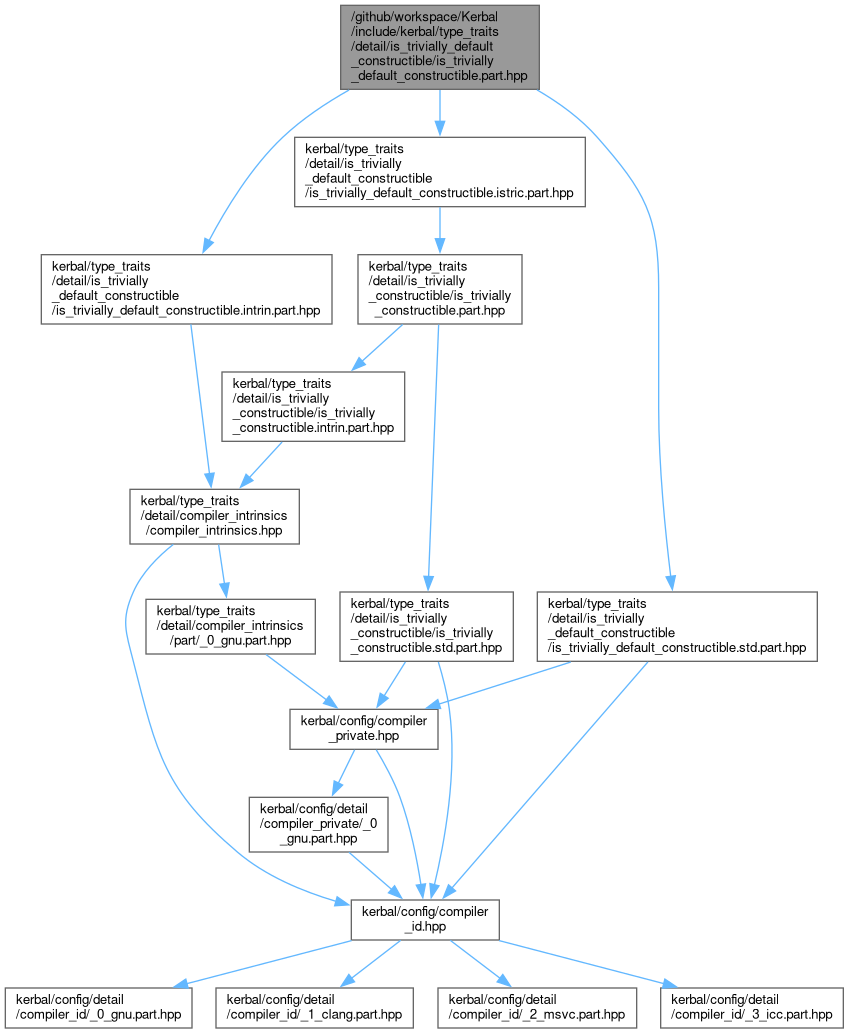 /github/workspace/Kerbal
/include/kerbal/type_traits
/detail/is_trivially_default
_constructible/is_trivially
_default_constructible.part.hpp
kerbal/type_traits
/detail/is_trivially
_default_constructible
/is_trivially_default_constructible.istric.part.hpp
kerbal/type_traits
/detail/is_trivially
_default_constructible
/is_trivially_default_constructible.intrin.part.hpp
kerbal/type_traits
/detail/is_trivially
_constructible/is_trivially
_constructible.part.hpp
kerbal/type_traits
/detail/is_trivially
_constructible/is_trivially
_constructible.intrin.part.hpp
kerbal/type_traits
/detail/compiler_intrinsics
/compiler_intrinsics.hpp
kerbal/type_traits
/detail/compiler_intrinsics
/part/_0_gnu.part.hpp
kerbal/type_traits
/detail/is_trivially
_constructible/is_trivially
_constructible.std.part.hpp
kerbal/type_traits
/detail/is_trivially
_default_constructible
/is_trivially_default_constructible.std.part.hpp
kerbal/config/compiler
_private.hpp
kerbal/config/detail
/compiler_private/_0
_gnu.part.hpp
kerbal/config/compiler
_id.hpp
kerbal/config/detail
/compiler_id/_0_gnu.part.hpp
kerbal/config/detail
/compiler_id/_1_clang.part.hpp
kerbal/config/detail
/compiler_id/_2_msvc.part.hpp
kerbal/config/detail
/compiler_id/_3_icc.part.hpp